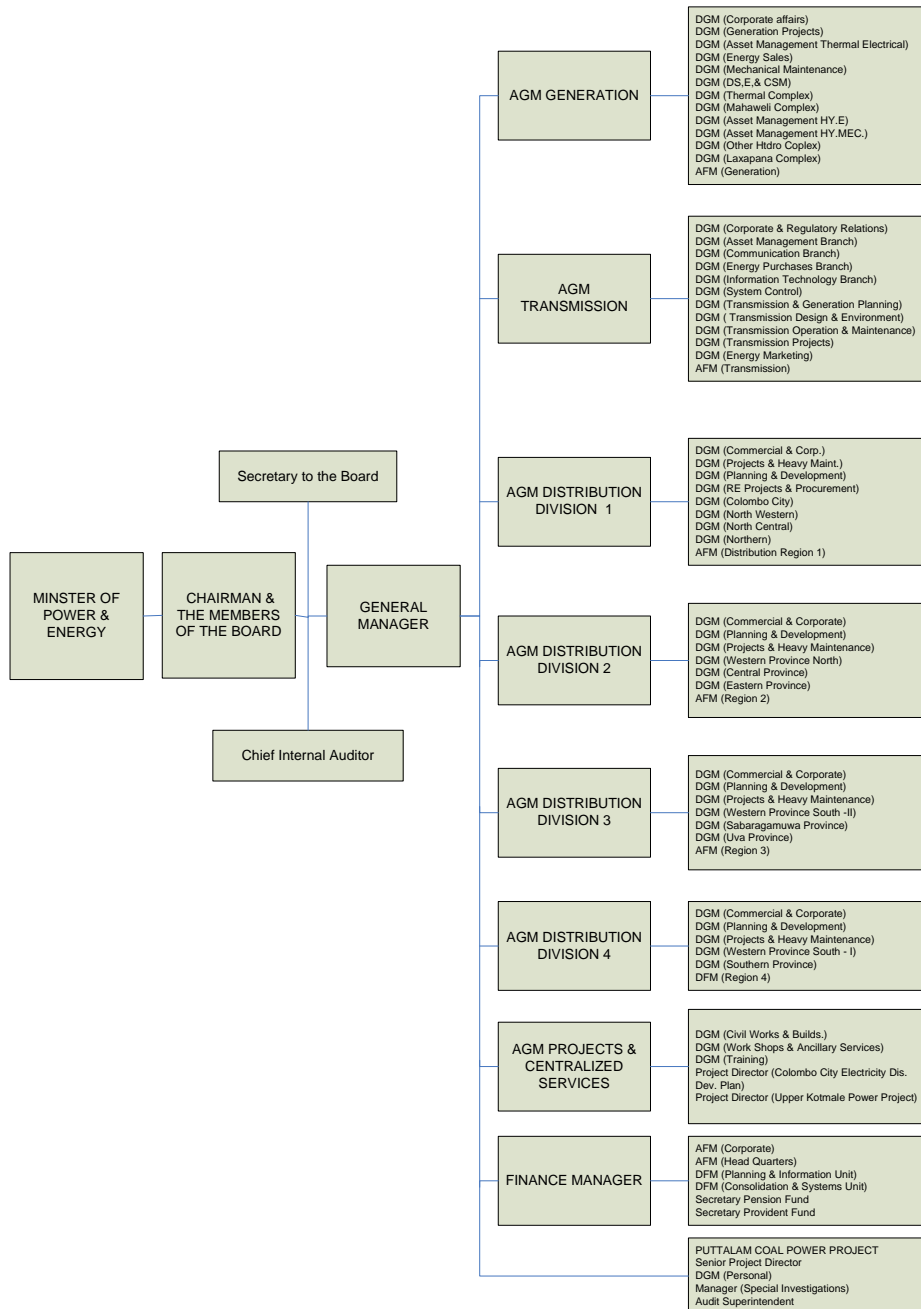 MINSTER OF
POWER &
ENERGY
CHAIRMAN &
THE MEMBERS
OF THE BOARD
Secretary to the Board
Chief Internal Auditor
GENERAL
MANAGER
AGM GENERATION
DGM (Corporate affairs)
DGM (Generation Projects)
DGM (Asset Management Thermal Electrical)
DGM (Energy Sales)
DGM (Mechanical Maintenance)
DGM (DS,E,& CSM)
DGM (Thermal Complex)
DGM (Mahaweli Complex)
DGM (Asset Management HY.E)
DGM (Asset Management HY.MEC.)
DGM (Other Htdro Coplex)
DGM (Laxapana Complex)
AFM (Generation)
AGM
TRANSMISSION
DGM (Corporate & Regulatory Relations)
DGM (Asset Management Branch)
DGM (Communication Branch)
DGM (Energy Purchases Branch)
DGM (Information Technology Branch)
DGM (System Control)
DGM (Transmission & Generation Planning)
DGM ( Transmission Design & Environment)
DGM (Transmission Operation & Maintenance)
DGM (Transmission Projects)
DGM (Energy Marketing)
AFM (Transmission)
AGM DISTRIBUTION
DIVISION 1
DGM (Commercial & Corp.)
DGM (Projects & Heavy Maint.)
DGM (Planning & Development)
DGM (RE Projects & Procurement)
DGM (Colombo City)
DGM (North Western)
DGM (North Central)
DGM (Northern)
AFM (Distribution Region 1)
AGM DISTRIBUTION
DIVISION 2
DGM (Commercial & Corporate)
DGM (Planning & Development)
DGM (Projects & Heavy Maintenance)
DGM (Western Province North)
DGM (Central Province)
DGM (Eastern Province)
AFM (Region 2)
AGM DISTRIBUTION
DIVISION 3
DGM (Commercial & Corporate)
DGM (Planning & Development)
DGM (Projects & Heavy Maintenance)
DGM (Western Province South -II)
DGM (Sabaragamuwa Province)
DGM (Uva Province)
AFM (Region 3)
AGM DISTRIBUTION
DIVISION 4
DGM (Commercial & Corporate)
DGM (Planning & Development)
DGM (Projects & Heavy Maintenance)
DGM (Western Province South - I)
DGM (Southern Province)
DFM (Region 4)
AGM PROJECTS &
CENTRALIZED
SERVICES
DGM (Civil Works & Builds.)
DGM (Work Shops & Ancillary Services)
DGM (Training)
Project Director (Colombo City Electricity Dis.
Dev. Plan)
Project Director (Upper Kotmale Power Project)
FINANCE MANAGER
AFM (Corporate)
AFM (Head Quarters)
DFM (Planning & Information Unit)
DFM (Consolidation & Systems Unit)
Secretary Pension Fund
Secretary Provident Fund
PUTTALAM COAL POWER PROJECT
Senior Project Director
DGM (Personal)
Manager (Special Investigations)
Audit Superintendent